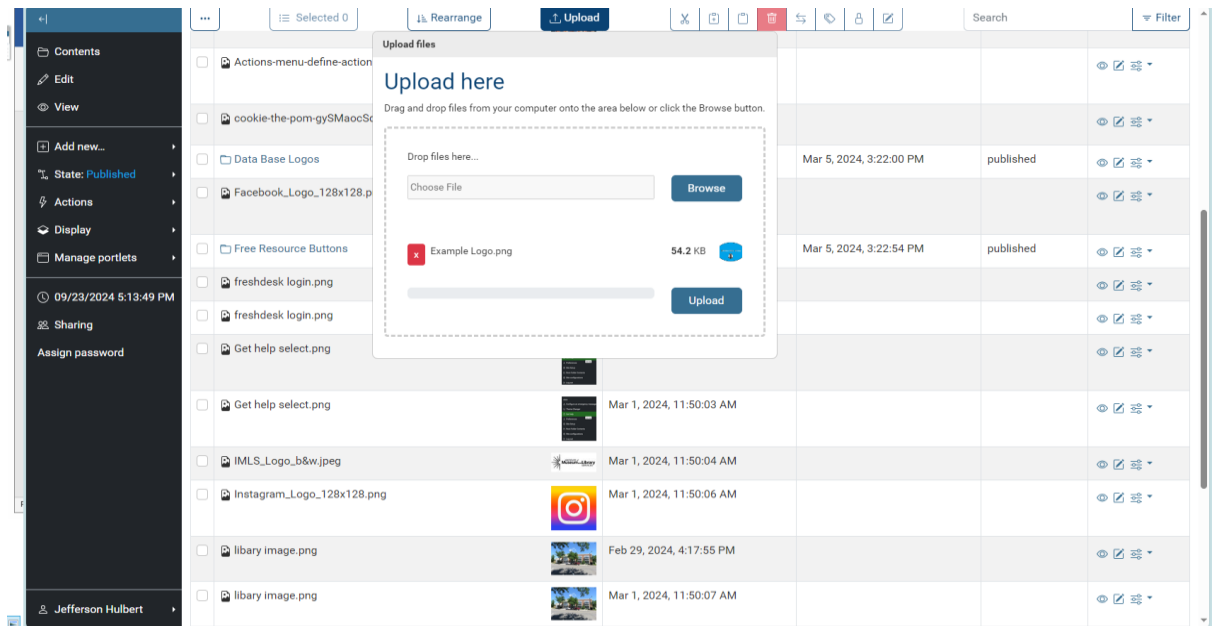 ...
Selected 0
Rearrange
Upload
Search
Filter
Contents
Edit
View
Add new...
State: Published
Actions
Display
Manage portlets
09/23/2024 5:13:49 PM
Sharing
Assign password
Jefferson Hulbert
Upload files
Upload here
Drag and drop files from your computer onto the area below or click the Browse button.
Drop files here...
Choose File
Browse
x
Example Logo.png
54.2 KB
Upload
Actions-menu-define-action
cookie-the-pom-gySMaocSd
Data Base Logos
Mar 5, 2024, 3:22:00 PM
published
Facebook_Logo_128x128.p
Free Resource Buttons
Mar 5, 2024, 3:22:54 PM
published
freshdesk login.png
freshdesk login.png
Get help select.png
Get help select.png
Mar 1, 2024, 11:50:03 AM
IMLS_Logo_b&w.jpeg
Mar 1, 2024, 11:50:04 AM
Instagram_Logo_128x128.png
Mar 1, 2024, 11:50:06 AM
libary image.png
Feb 29, 2024, 4:17:55 PM
libary image.png
Mar 1, 2024, 11:50:07 AM